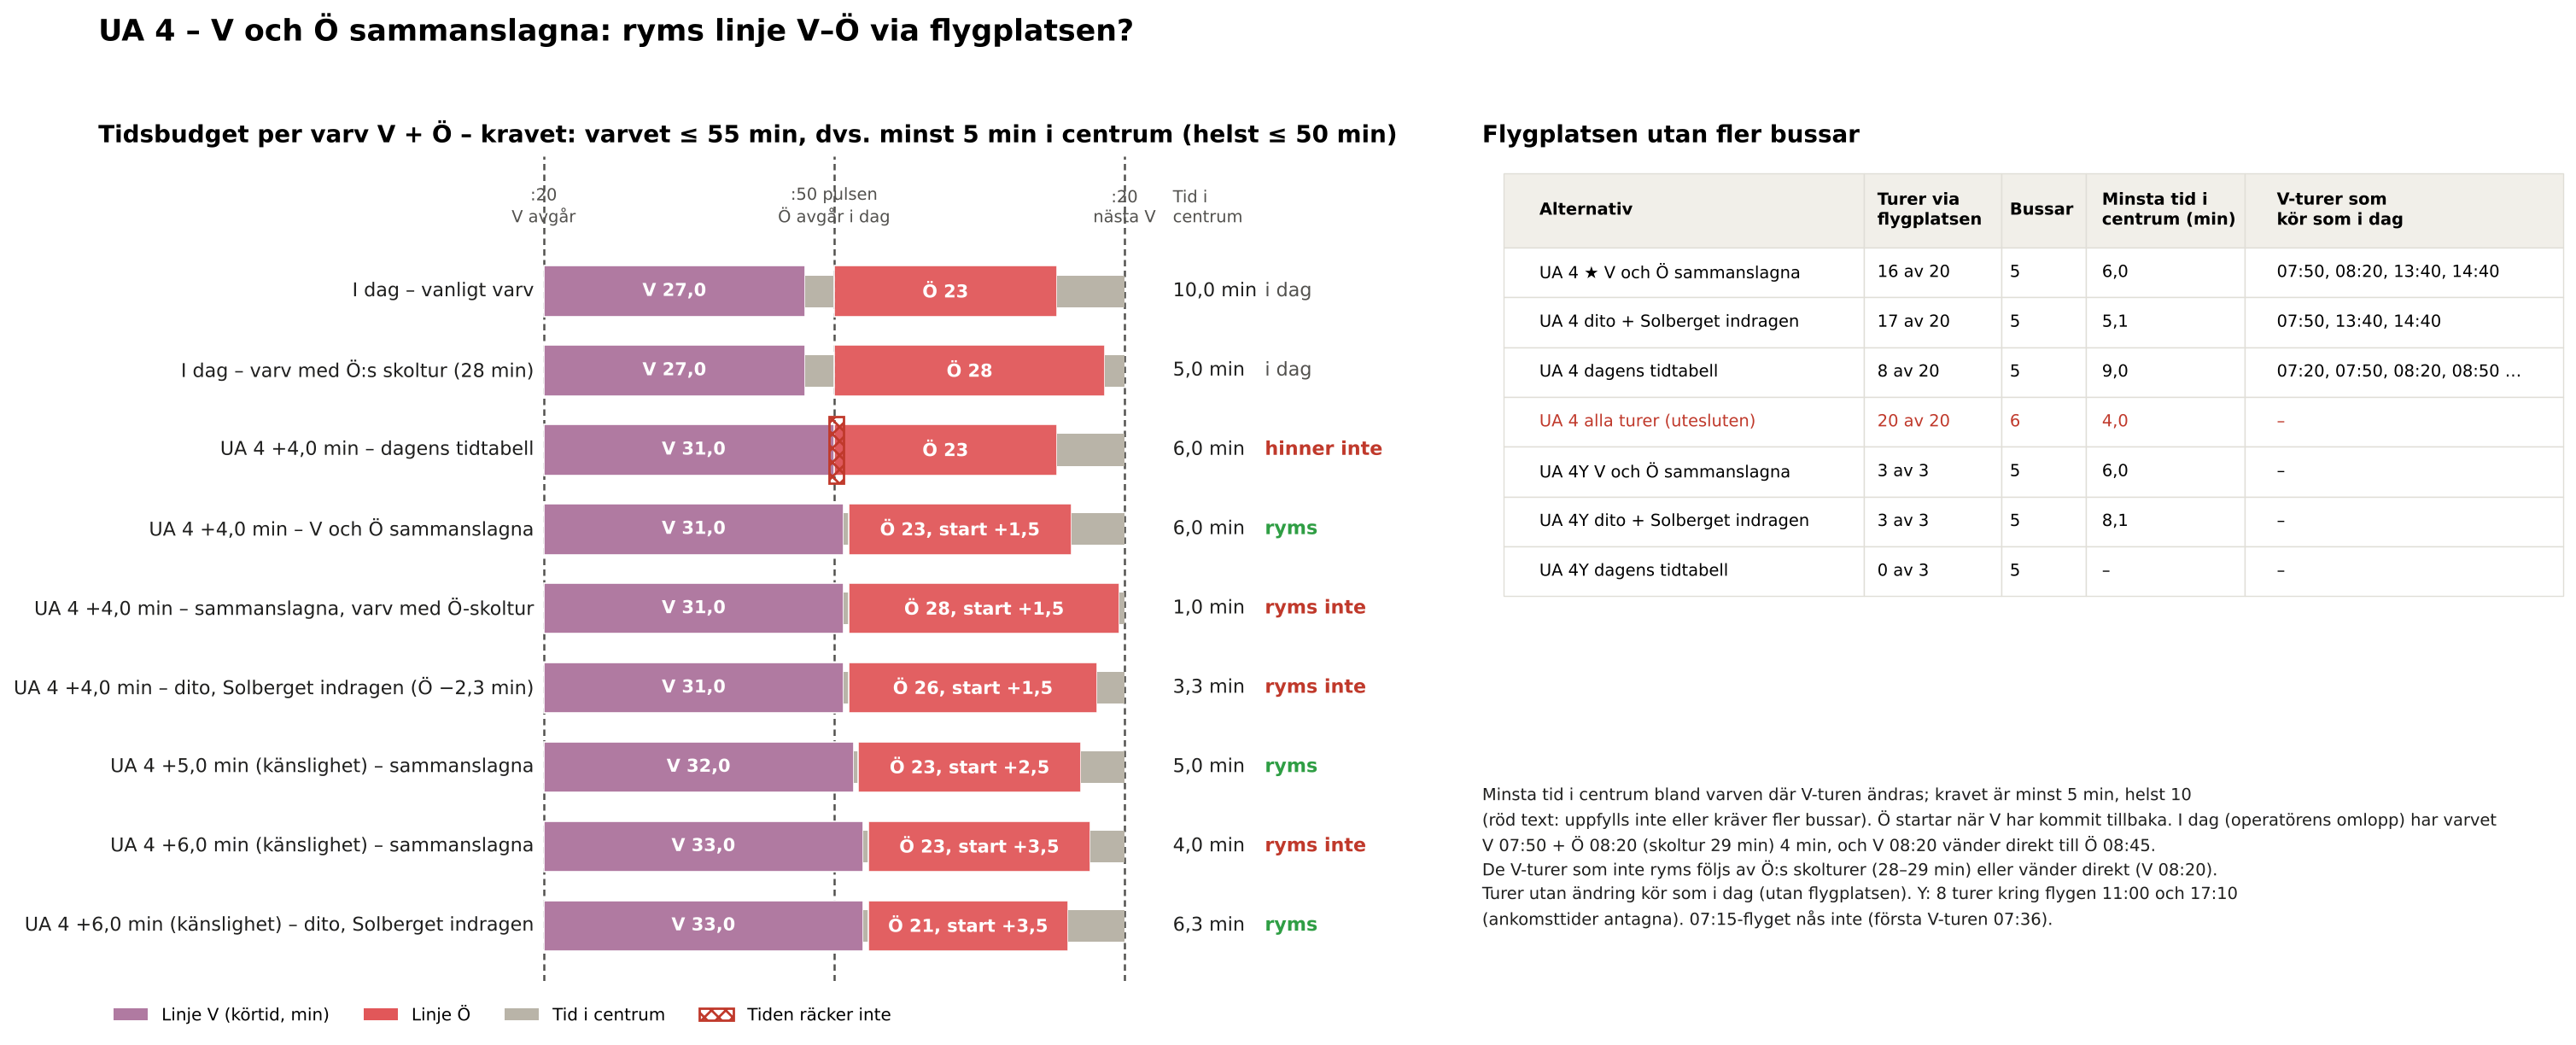 UA 4 – V och Ö sammanslagna: ryms linje V–Ö via flygplatsen?
Tidsbudget per varv V + Ö – kravet: varvet ≤ 55 min, dvs. minst 5 min i centrum (helst ≤ 50 min)
:20
V avgår
:50 pulsen
Ö avgår i dag
:20
nästa V
Tid i
centrum
I dag – vanligt varv
V 27,0
Ö 23
10,0 min
i dag
I dag – varv med Ö:s skoltur (28 min)
V 27,0
Ö 28
5,0 min
i dag
UA 4 +4,0 min – dagens tidtabell
V 31,0
Ö 23
6,0 min
hinner inte
UA 4 +4,0 min – V och Ö sammanslagna
V 31,0
Ö 23, start +1,5
6,0 min
ryms
UA 4 +4,0 min – sammanslagna, varv med Ö-skoltur
V 31,0
Ö 28, start +1,5
1,0 min
ryms inte
UA 4 +4,0 min – dito, Solberget indragen (Ö −2,3 min)
V 31,0
Ö 26, start +1,5
3,3 min
ryms inte
UA 4 +5,0 min (känslighet) – sammanslagna
V 32,0
Ö 23, start +2,5
5,0 min
ryms
UA 4 +6,0 min (känslighet) – sammanslagna
V 33,0
Ö 23, start +3,5
4,0 min
ryms inte
UA 4 +6,0 min (känslighet) – dito, Solberget indragen
V 33,0
Ö 21, start +3,5
6,3 min
ryms
Linje V (körtid, min)
Linje Ö
Tid i centrum
Tiden räcker inte
Flygplatsen utan fler bussar
Alternativ
Turer via
flygplatsen
Bussar
Minsta tid i
centrum (min)
V-turer som
kör som i dag
UA 4 ★ V och Ö sammanslagna
16 av 20
5
6,0
07:50, 08:20, 13:40, 14:40
UA 4 dito + Solberget indragen
17 av 20
5
5,1
07:50, 13:40, 14:40
UA 4 dagens tidtabell
8 av 20
5
9,0
07:20, 07:50, 08:20, 08:50 …
UA 4 alla turer (utesluten)
20 av 20
6
4,0
–
UA 4Y V och Ö sammanslagna
3 av 3
5
6,0
–
UA 4Y dito + Solberget indragen
3 av 3
5
8,1
–
UA 4Y dagens tidtabell
0 av 3
5
–
–
Minsta tid i centrum bland varven där V-turen ändras; kravet är minst 5 min, helst 10
(röd text: uppfylls inte eller kräver fler bussar). Ö startar när V har kommit tillbaka. I dag (operatörens omlopp) har varvet
V 07:50 + Ö 08:20 (skoltur 29 min) 4 min, och V 08:20 vänder direkt till Ö 08:45.
De V-turer som inte ryms följs av Ö:s skolturer (28–29 min) eller vänder direkt (V 08:20).
Turer utan ändring kör som i dag (utan flygplatsen). Y: 8 turer kring flygen 11:00 och 17:10
(ankomsttider antagna). 07:15-flyget nås inte (första V-turen 07:36).